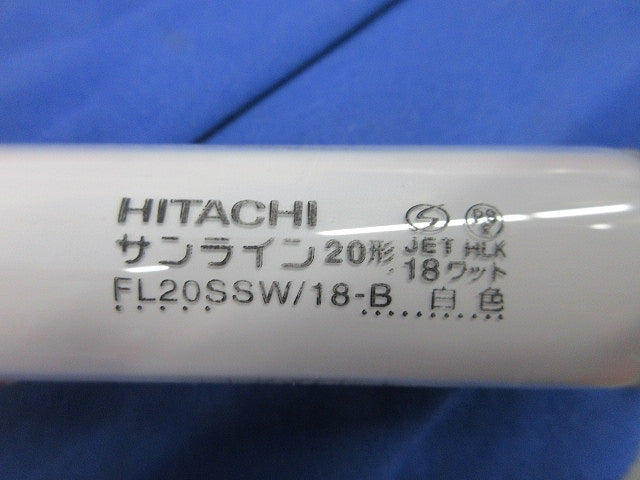 HITACHI
サンライン 20形
JET
PS E
HLK
18ワット
FL20SSW/18-B 白色